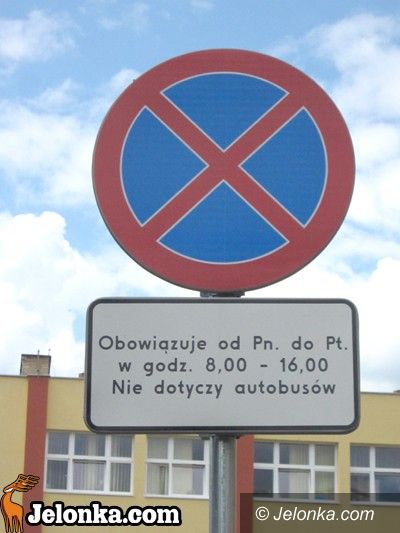 Obowiązuje od Pn. do Pt.
w godz. 8,00 - 16,00
Nie dotyczy autobusów
Jelonka.com
© Jelonka.com